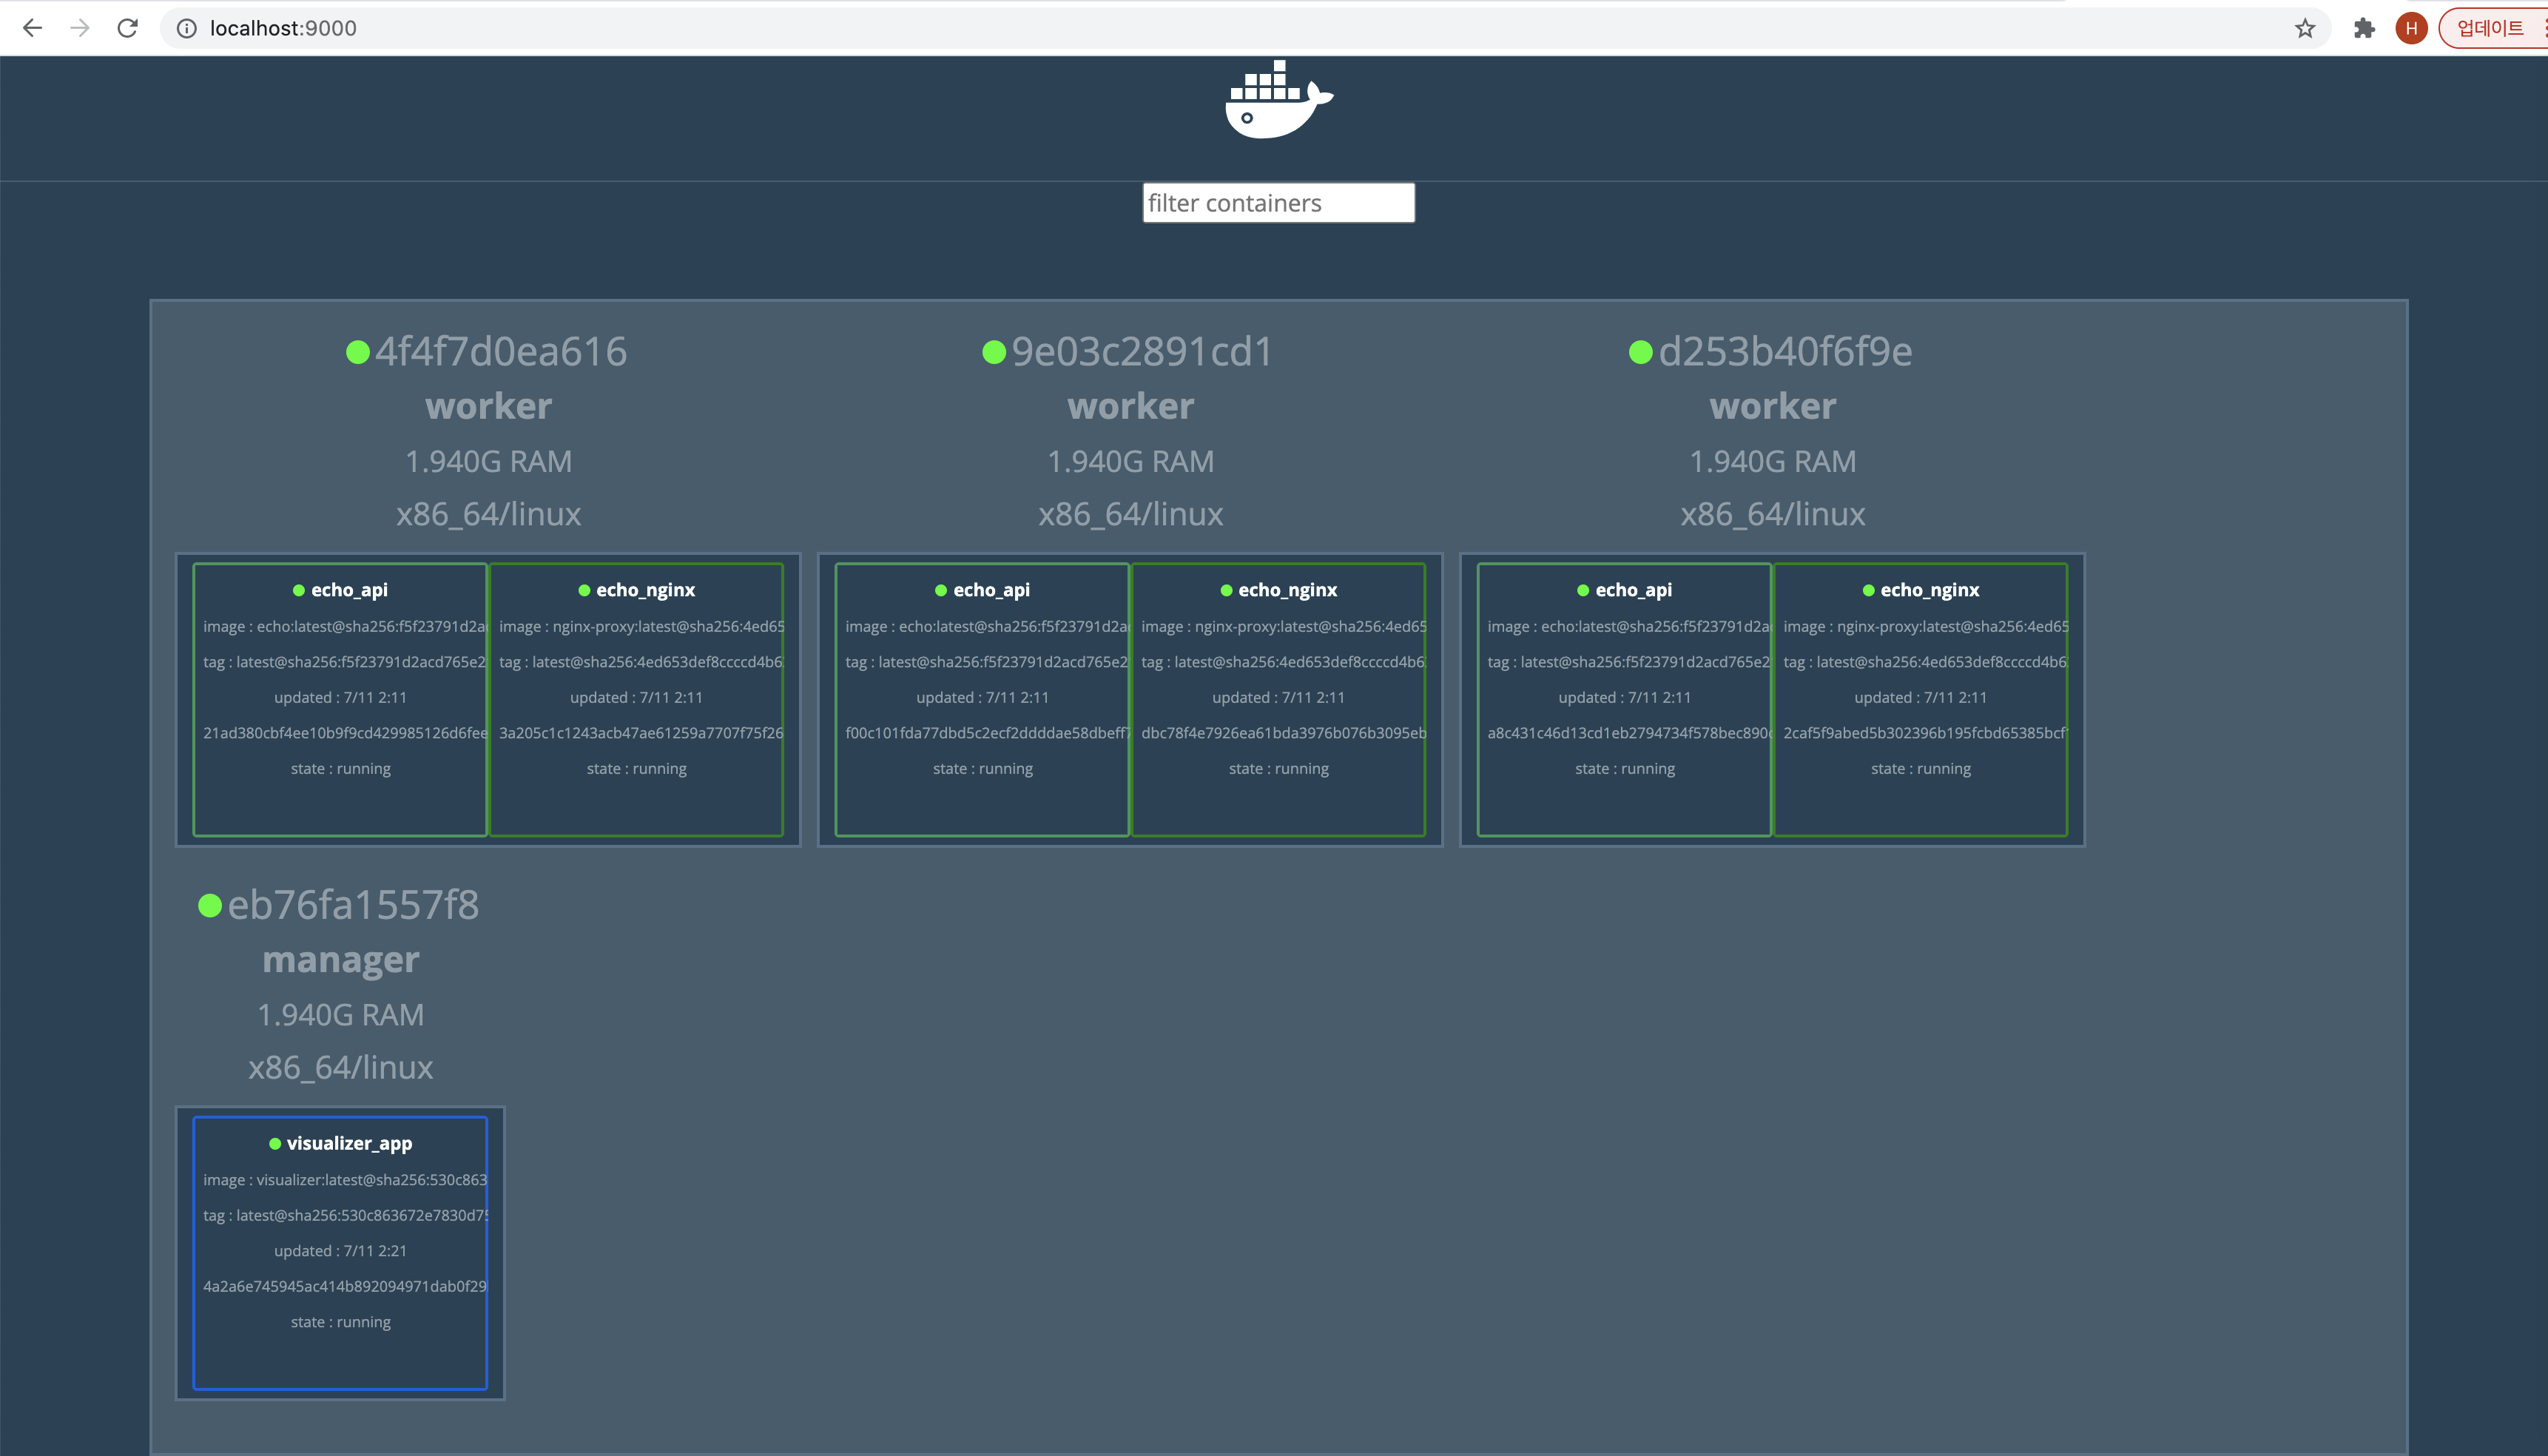 localhost:9000
H
업데이트
filter containers
4f4f7d0ea616
worker
1.940G RAM
x86_64/linux
echo_api
image : echo:latest@sha256:f5f23791d2a
tag : latest@sha256:f5f23791d2acd765e2
updated : 7/11 2:11
21ad380cbf4ee10b9f9cd429985126d6fee
state : running
echo_nginx
image : nginx-proxy:latest@sha256:4ed65
tag : latest@sha256:4ed653def8ccccd4b6
updated : 7/11 2:11
3a205c1c1243acb47ae61259a7707f75f26
state : running
9e03c2891cd1
worker
1.940G RAM
x86_64/linux
echo_api
image : echo:latest@sha256:f5f23791d2a
tag : latest@sha256:f5f23791d2acd765e2
updated : 7/11 2:11
f00c101fda77dbd5c2ecf2ddddae58dbeff7
state : running
echo_nginx
image : nginx-proxy:latest@sha256:4ed65
tag : latest@sha256:4ed653def8ccccd4b6
updated : 7/11 2:11
dbc78f4e7926ea61bda3976b076b3095eb
state : running
d253b40f6f9e
worker
1.940G RAM
x86_64/linux
echo_api
image : echo:latest@sha256:f5f23791d2a
tag : latest@sha256:f5f23791d2acd765e2
updated : 7/11 2:11
a8c431c46d13cd1eb2794734f578bec890
state : running
echo_nginx
image : nginx-proxy:latest@sha256:4ed65
tag : latest@sha256:4ed653def8ccccd4b6
updated : 7/11 2:11
2caf5f9abed5b302396b195fcbd65385bcf
state : running
eb76fa1557f8
manager
1.940G RAM
x86_64/linux
visualizer_app
image : visualizer:latest@sha256:530c863
tag : latest@sha256:530c863672e7830d75
updated : 7/11 2:21
4a2a6e745945ac414b892094971dab0f29
state : running